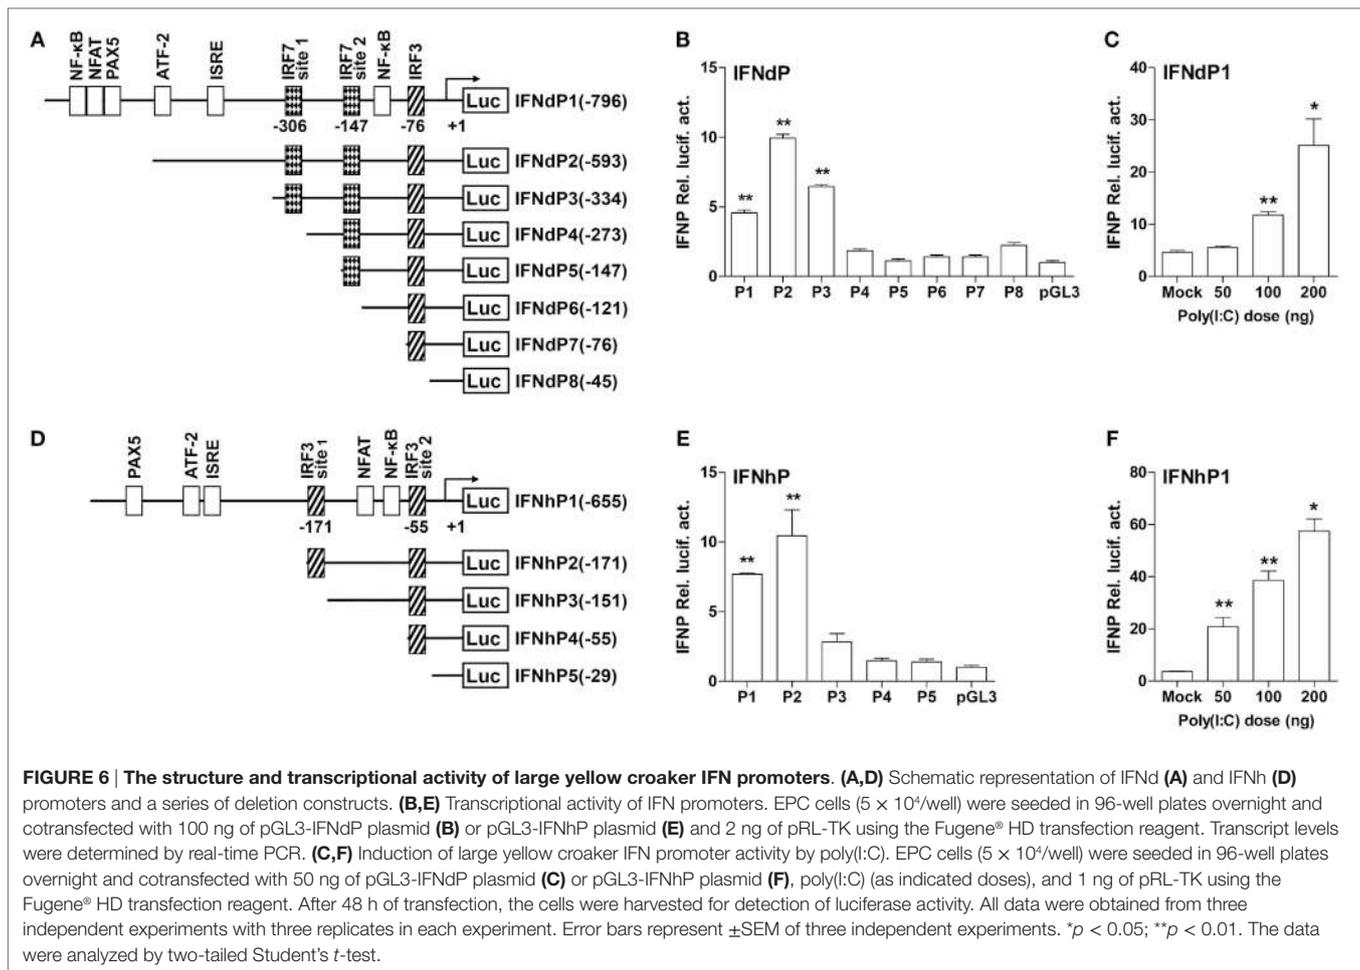 A
NF-κB
NFAT
PAX5
ATF-2
ISRE
IRF7
site 1
IRF7
site 2
NF-κB
IRF3
Luc IFNdP1(-796)
-306 -147 -76 +1
Luc IFNdP2(-593)
Luc IFNdP3(-334)
Luc IFNdP4(-273)
Luc IFNdP5(-147)
Luc IFNdP6(-121)
Luc IFNdP7(-76)
Luc IFNdP8(-45)
B
IFNdP
IFNP Rel. lucif. act.
15
10
5
0
**
**
**
P1 P2 P3 P4 P5 P6 P7 P8 pGL3
C
IFNdP1
IFNP Rel. lucif. act.
40
30
20
10
0
**
*
Mock 50 100 200
Poly(I:C) dose (ng)
D
PAX5
ATF-2
ISRE
IRF3
site 1
NFAT
NF-κB
IRF3
site 2
Luc IFNhP1(-655)
-171 -55 +1
Luc IFNhP2(-171)
Luc IFNhP3(-151)
Luc IFNhP4(-55)
Luc IFNhP5(-29)
E
IFNhP
IFNP Rel. lucif. act.
15
10
5
0
**
**
P1 P2 P3 P4 P5 pGL3
F
IFNhP1
IFNP Rel. lucif. act.
80
60
40
20
0
**
**
*
Mock 50 100 200
Poly(I:C) dose (ng)
FIGURE 6 | The structure and transcriptional activity of large yellow croaker IFN promoters. (A,D) Schematic representation of IFNd (A) and IFNh (D)
promoters and a series of deletion constructs. (B,E) Transcriptional activity of IFN promoters. EPC cells (5 × 10⁴/well) were seeded in 96-well plates overnight and
cotransfected with 100 ng of pGL3-IFNdP plasmid (B) or pGL3-IFNhP plasmid (E) and 2 ng of pRL-TK using the Fugene® HD transfection reagent. Transcript levels
were determined by real-time PCR. (C,F) Induction of large yellow croaker IFN promoter activity by poly(I:C). EPC cells (5 × 10⁴/well) were seeded in 96-well plates
overnight and cotransfected with 50 ng of pGL3-IFNdP plasmid (C) or pGL3-IFNhP plasmid (F), poly(I:C) (as indicated doses), and 1 ng of pRL-TK using the
Fugene® HD transfection reagent. After 48 h of transfection, the cells were harvested for detection of luciferase activity. All data were obtained from three
independent experiments with three replicates in each experiment. Error bars represent ±SEM of three independent experiments. *p < 0.05; **p < 0.01. The data
were analyzed by two-tailed Student's t-test.